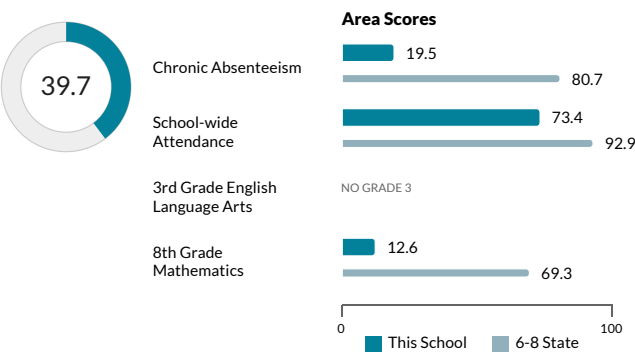 Area Scores
39.7
Chronic Absenteeism
19.5
80.7
School-wide
Attendance
73.4
92.9
3rd Grade English
Language Arts
NO GRADE 3
8th Grade
Mathematics
12.6
69.3
0
100
This School
6-8 State